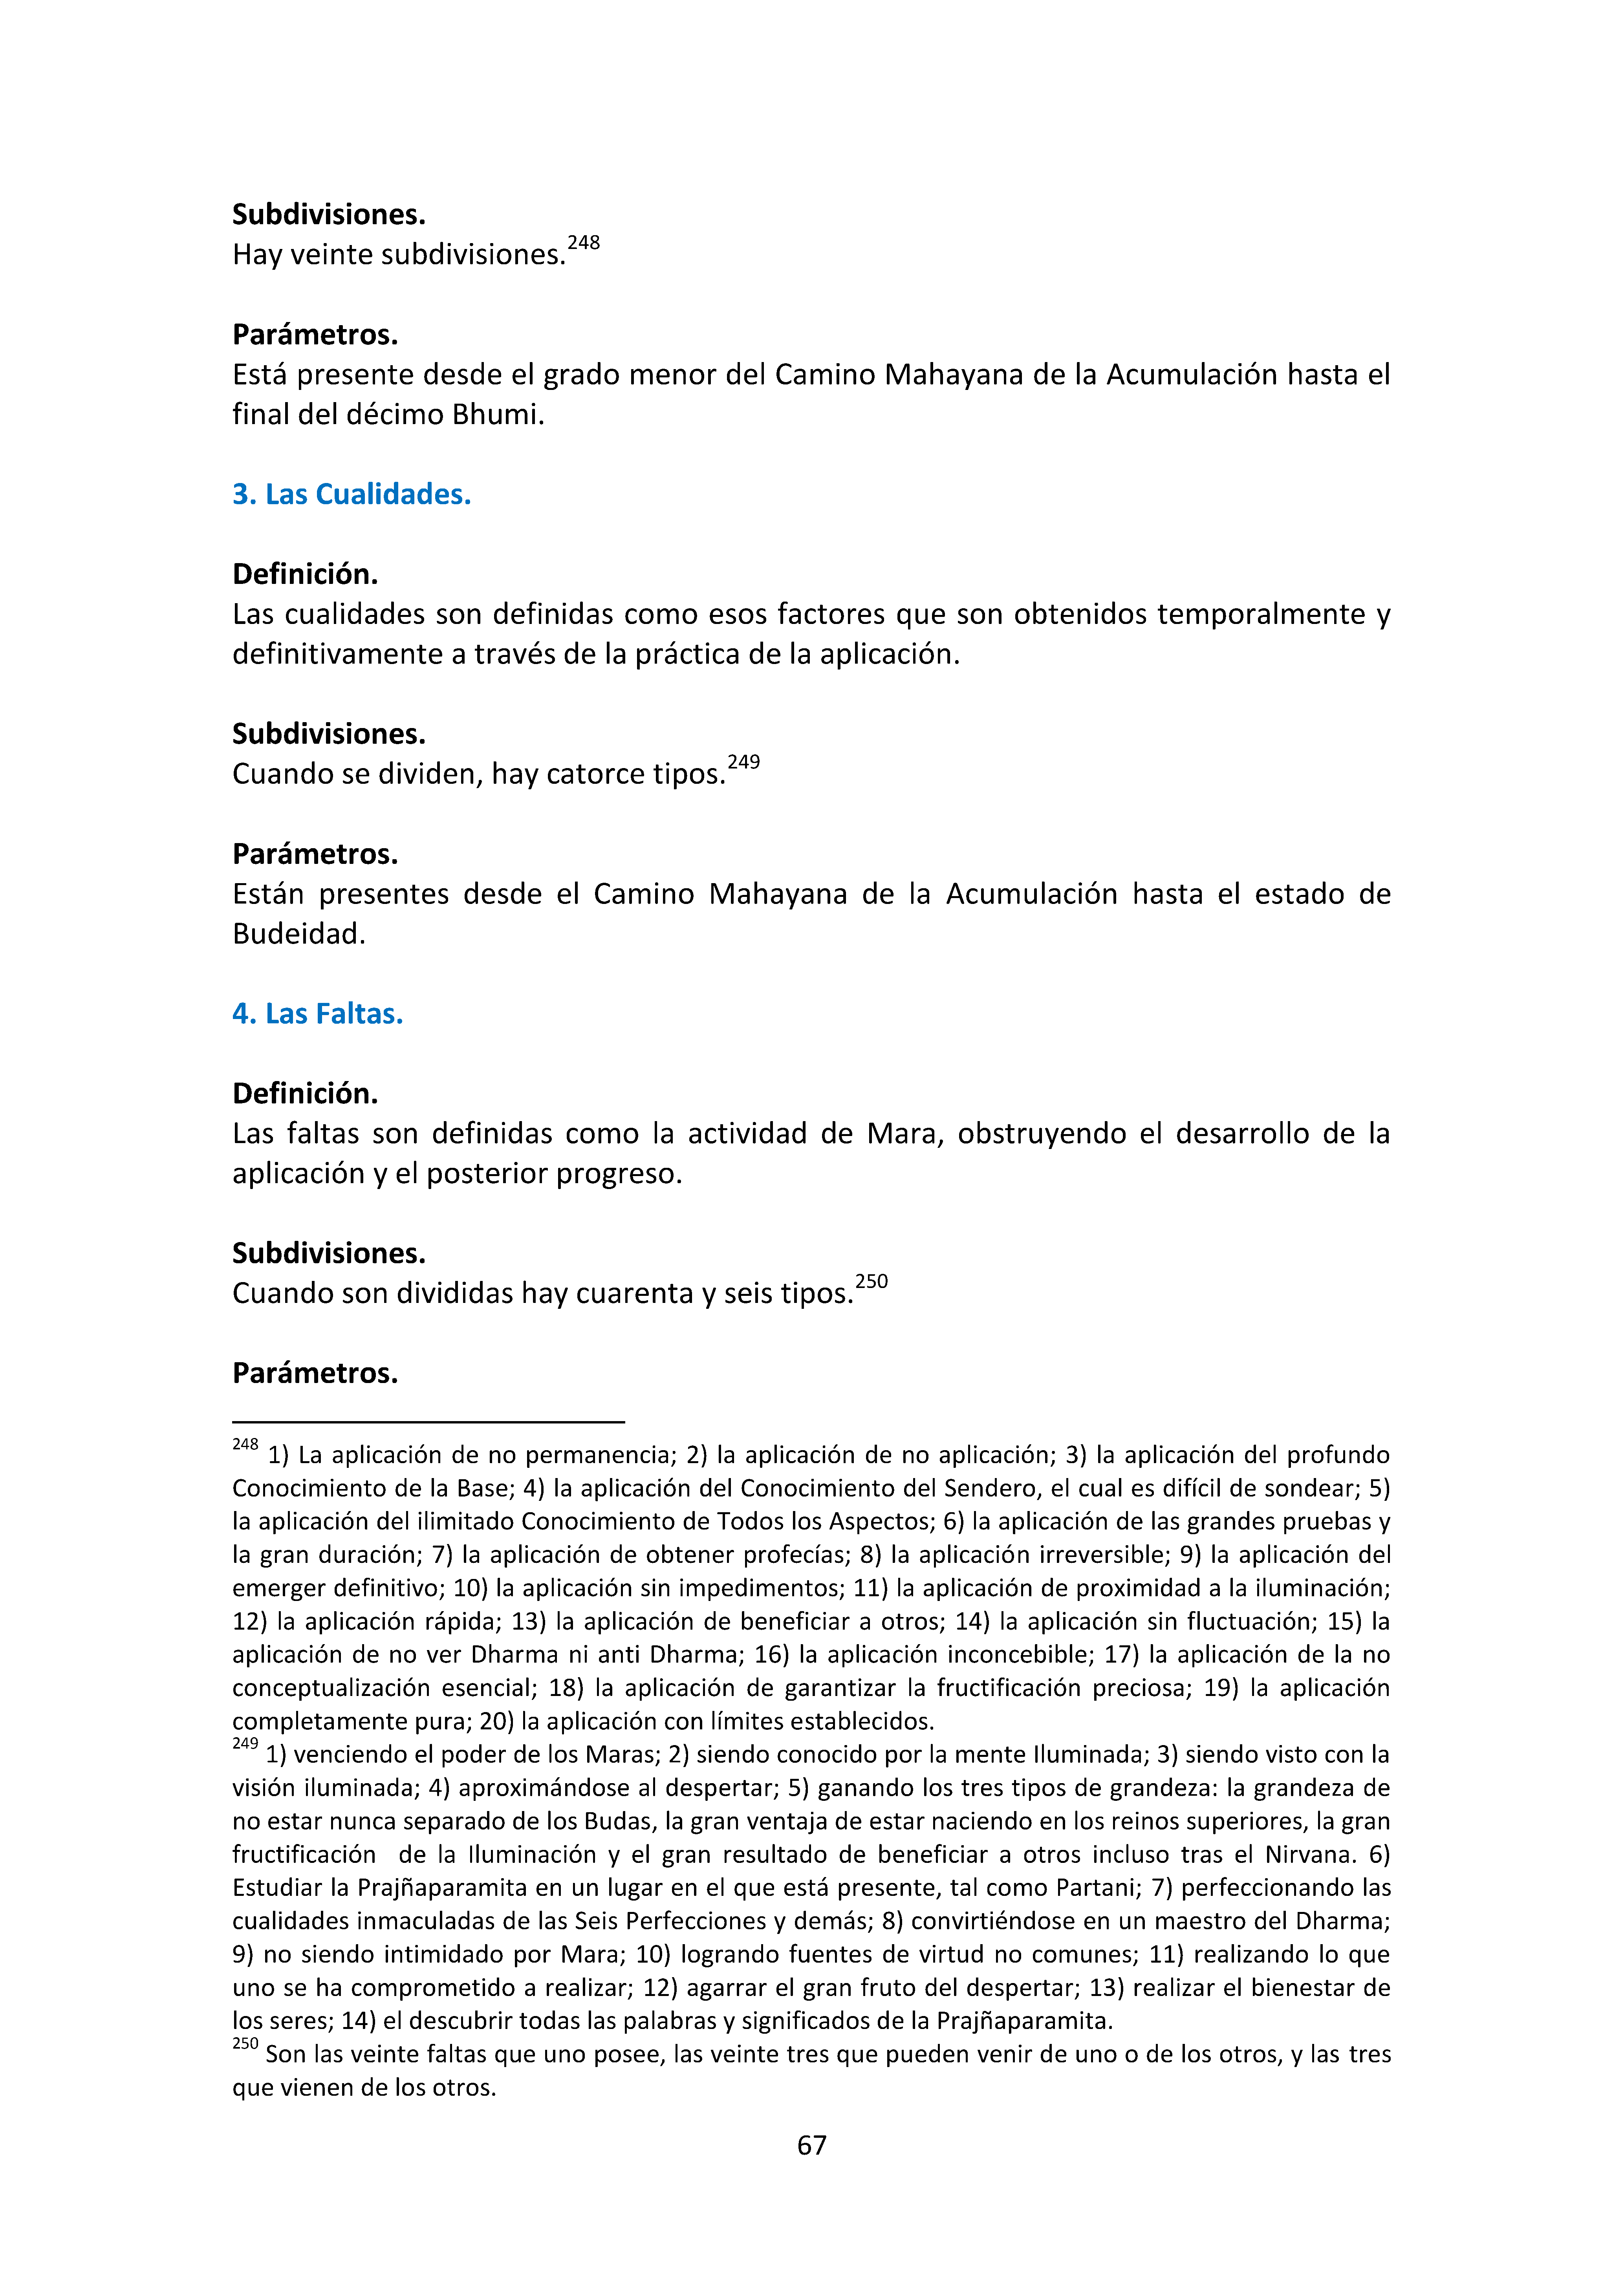 Subdivisiones.
Hay veinte subdivisiones.248
Parámetros.
Está presente desde el grado menor del Camino Mahayana de la Acumulación hasta el
final del décimo Bhumi.
3. Las Cualidades.
Definición.
Las cualidades son definidas como esos factores que son obtenidos temporalmente y
definitivamente a través de la práctica de la aplicación.
Subdivisiones.
Cuando se dividen, hay catorce tipos.249
Parámetros.
Están presentes desde el Camino Mahayana de la Acumulación hasta el estado de
Budeidad.
4. Las Faltas.
Definición.
Las faltas son definidas como la actividad de Mara, obstruyendo el desarrollo de la
aplicación y el posterior progreso.
Subdivisiones.
Cuando son divididas hay cuarenta y seis tipos.250
Parámetros.
248 1) La aplicación de no permanencia; 2) la aplicación de no aplicación; 3) la aplicación del profundo
Conocimiento de la Base; 4) la aplicación del Conocimiento del Sendero, el cual es difícil de sondear; 5)
la aplicación del ilimitado Conocimiento de Todos los Aspectos; 6) la aplicación de las grandes pruebas y
la gran duración; 7) la aplicación de obtener profecías; 8) la aplicación irreversible; 9) la aplicación del
emerger definitivo; 10) la aplicación sin impedimentos; 11) la aplicación de proximidad a la iluminación;
12) la aplicación rápida; 13) la aplicación de beneficiar a otros; 14) la aplicación sin fluctuación; 15) la
aplicación de no ver Dharma ni anti Dharma; 16) la aplicación inconcebible; 17) la aplicación de la no
conceptualización esencial; 18) la aplicación de garantizar la fructificación preciosa; 19) la aplicación
completamente pura; 20) la aplicación con límites establecidos.
249 1) venciendo el poder de los Maras; 2) siendo conocido por la mente Iluminada; 3) siendo visto con la
visión iluminada; 4) aproximándose al despertar; 5) ganando los tres tipos de grandeza: la grandeza de
no estar nunca separado de los Budas, la gran ventaja de estar naciendo en los reinos superiores, la gran
fructificación de la Iluminación y el gran resultado de beneficiar a otros incluso tras el Nirvana. 6)
Estudiar la Prajñaparamita en un lugar en el que está presente, tal como Partani; 7) perfeccionando las
cualidades inmaculadas de las Seis Perfecciones y demás; 8) convirtiéndose en un maestro del Dharma;
9) no siendo intimidado por Mara; 10) logrando fuentes de virtud no comunes; 11) realizando lo que
uno se ha comprometido a realizar; 12) agarrar el gran fruto del despertar; 13) realizar el bienestar de
los seres; 14) el descubrir todas las palabras y significados de la Prajñaparamita.
250 Son las veinte faltas que uno posee, las veinte tres que pueden venir de uno o de los otros, y las tres
que vienen de los otros.
67